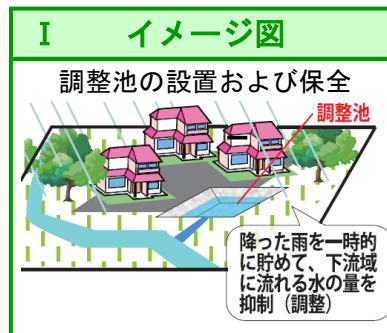 Ⅰ イメージ図
調整池の設置および保全
調整池
降った雨を一時的
に貯めて、下流域
に流れる水の量を
抑制（調整）